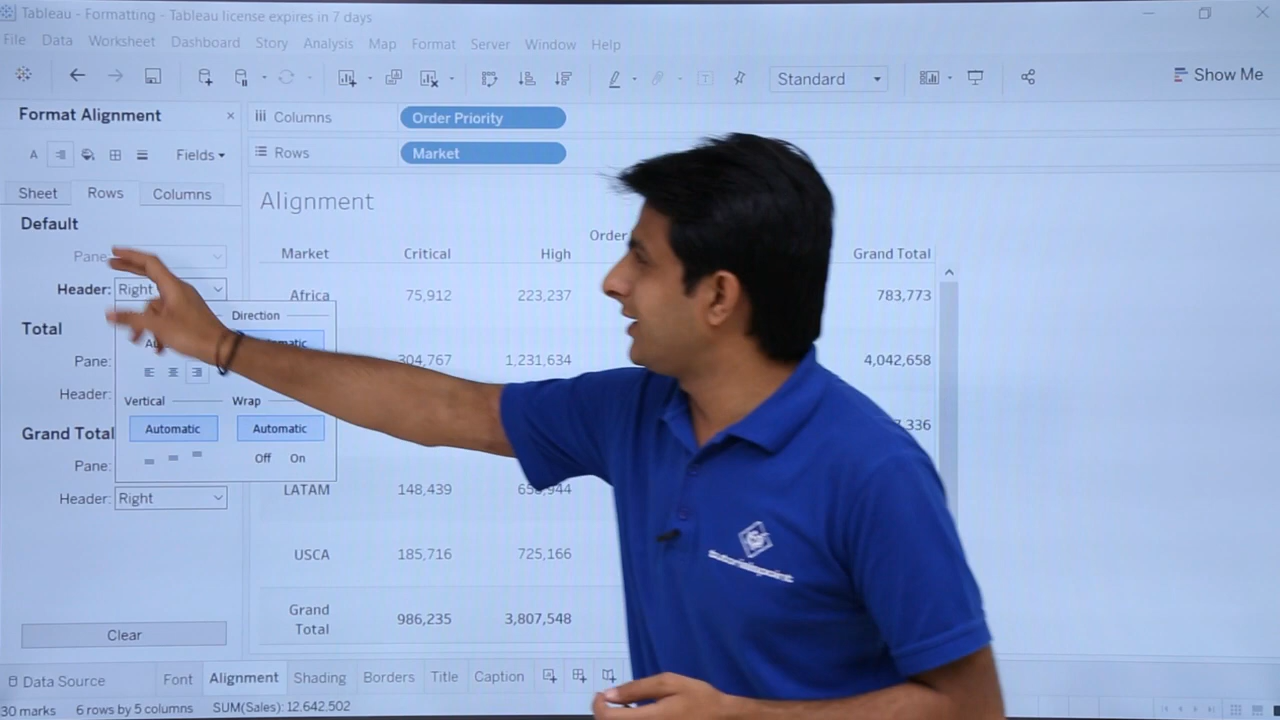 Tableau - Formatting - Tableau license expires in 7 days
File Data Worksheet Dashboard Story Analysis Map Format Server Window Help
Standard
Show Me
Format Alignment
Fields
Sheet Rows Columns
Default
Pane:
Header: Right
Total
Pane:
Header:
Grand Total
Pane:
Header: Right
Direction
Vertical Wrap
Automatic Automatic
Off On
Clear
Columns Order Priority
Rows Market
Alignment
Order
Market Critical High Grand Total
Africa 75,912 223,237 783,773
304,767 1,231,634 4,042,658
LATAM 148,439
USCA 185,716 725,166
Grand Total 986,235 3,807,548
tutorialspoint
Data Source Font Alignment Shading Borders Title Caption
30 marks 6 rows by 5 columns SUM(Sales): 12,642,502